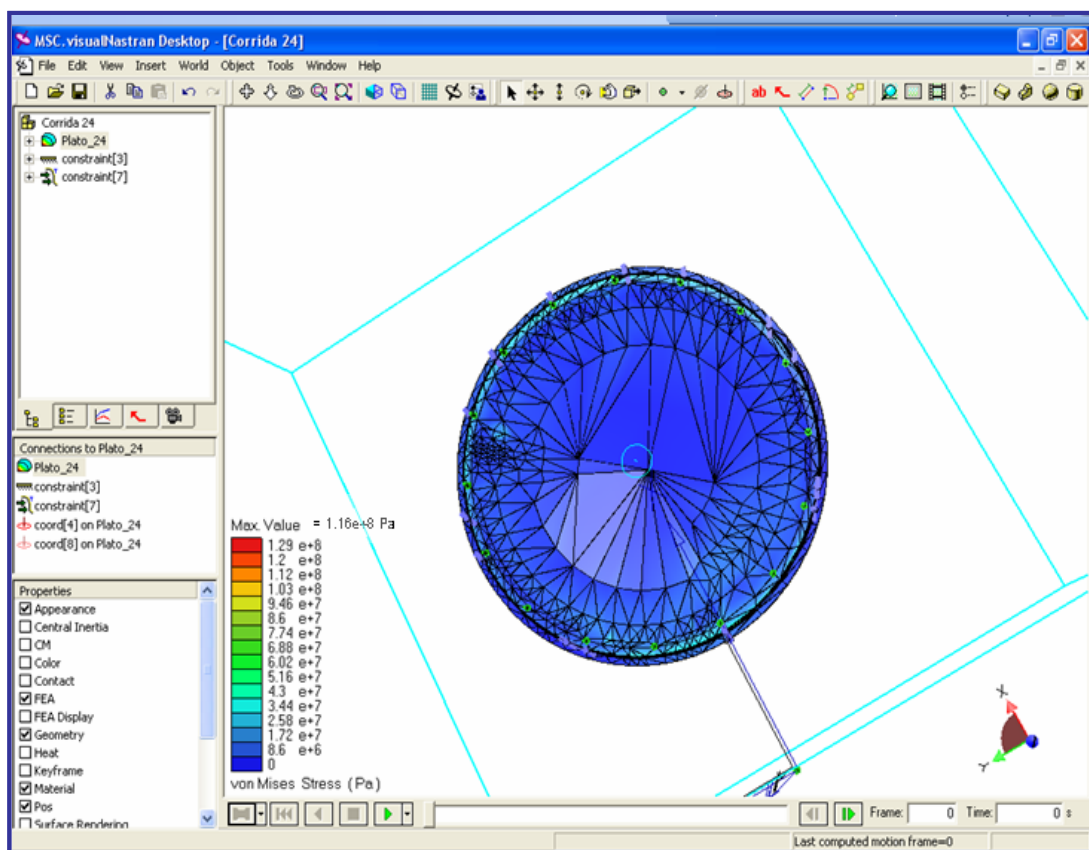 MSC.visualNastran Desktop - [Corrida 24]
File Edit View Insert World Object Tools Window Help
ab
Corrida 24
Plato_24
constraint[3]
constraint[7]
Connections to Plato_24
Plato_24
constraint[3]
constraint[7]
coord[4] on Plato_24
coord[8] on Plato_24
Properties
Appearance
Central Inertia
CM
Color
Contact
FEA
FEA Display
Geometry
Heat
Keyframe
Material
Pos
Surface Rendering
Max. Value = 1.16e+8 Pa
1.29 e+8
1.2 e+8
1.12 e+8
1.03 e+8
9.46 e+7
8.6 e+7
7.74 e+7
6.88 e+7
6.02 e+7
5.16 e+7
4.3 e+7
3.44 e+7
2.58 e+7
1.72 e+7
8.6 e+6
0
von Mises Stress (Pa)
X
Y
Frame: 0 Time: 0 s
Last computed motion frame=0